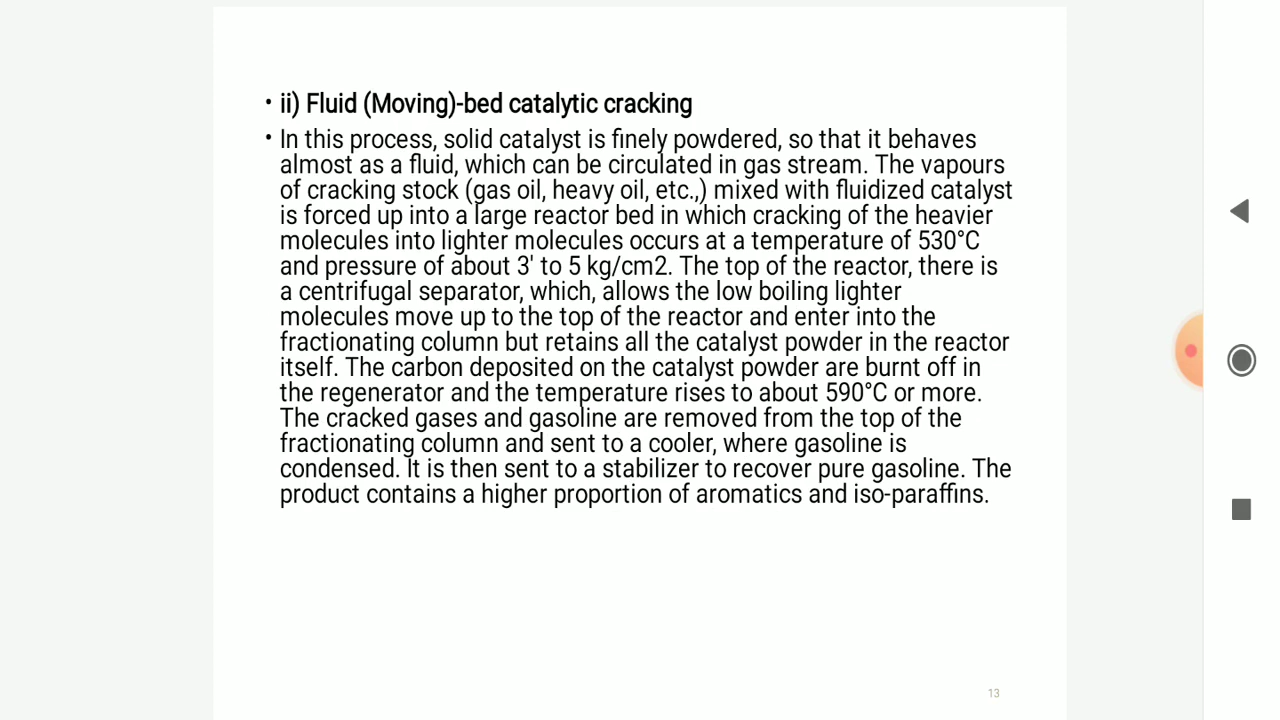 • ii) Fluid (Moving)-bed catalytic cracking
• In this process, solid catalyst is finely powdered, so that it behaves
almost as a fluid, which can be circulated in gas stream. The vapours
of cracking stock (gas oil, heavy oil, etc.,) mixed with fluidized catalyst
is forced up into a large reactor bed in which cracking of the heavier
molecules into lighter molecules occurs at a temperature of 530°C
and pressure of about 3' to 5 kg/cm2. The top of the reactor, there is
a centrifugal separator, which, allows the low boiling lighter
molecules move up to the top of the reactor and enter into the
fractionating column but retains all the catalyst powder in the reactor
itself. The carbon deposited on the catalyst powder are burnt off in
the regenerator and the temperature rises to about 590°C or more.
The cracked gases and gasoline are removed from the top of the
fractionating column and sent to a cooler, where gasoline is
condensed. It is then sent to a stabilizer to recover pure gasoline. The
product contains a higher proportion of aromatics and iso-paraffins.
13